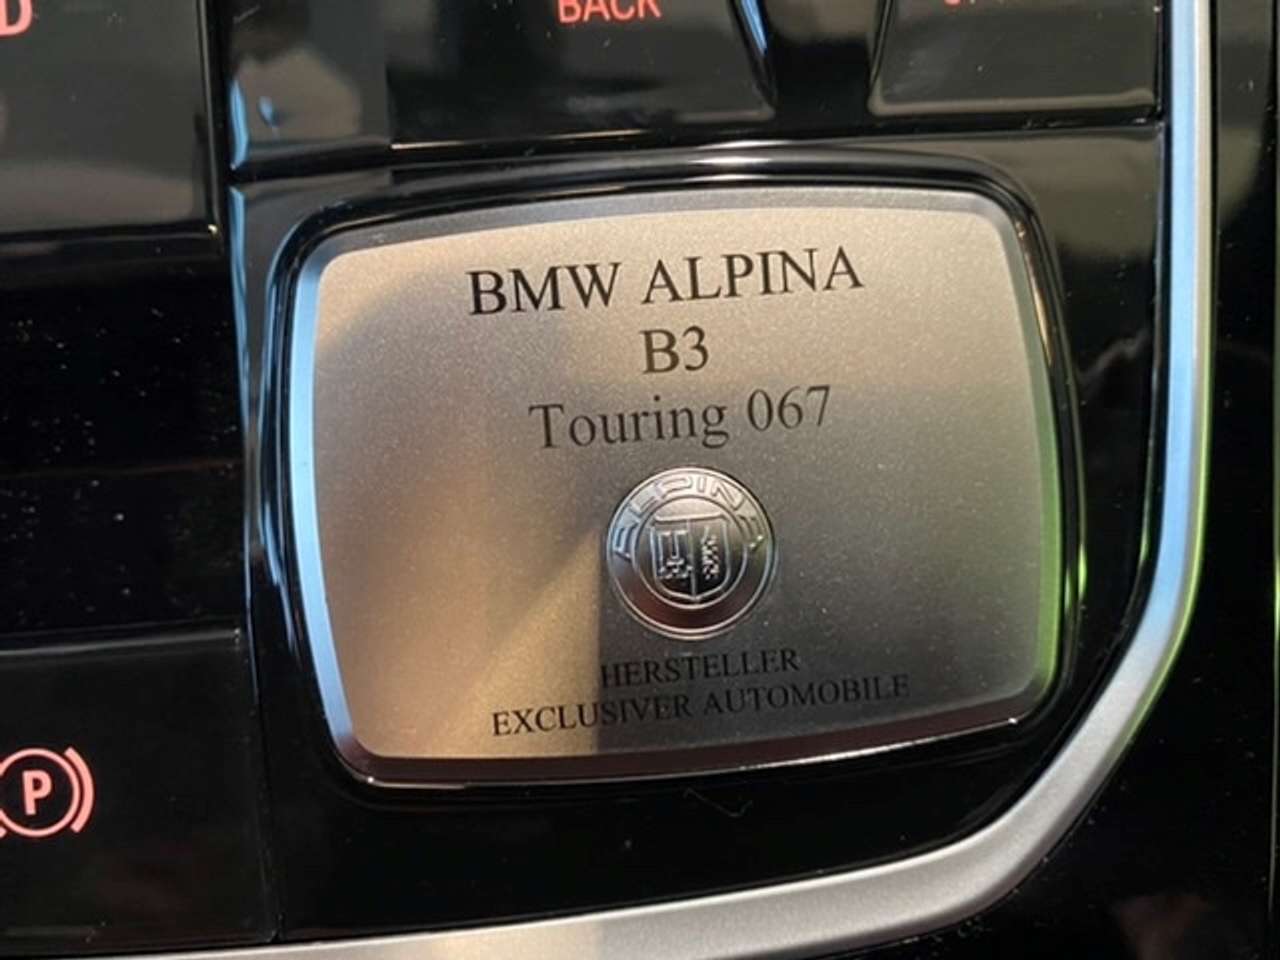 D
BACK
BMW ALPINA
B3
Touring 067
ALPINA
HERSTELLER
EXCLUSIVER AUTOMOBILE
P